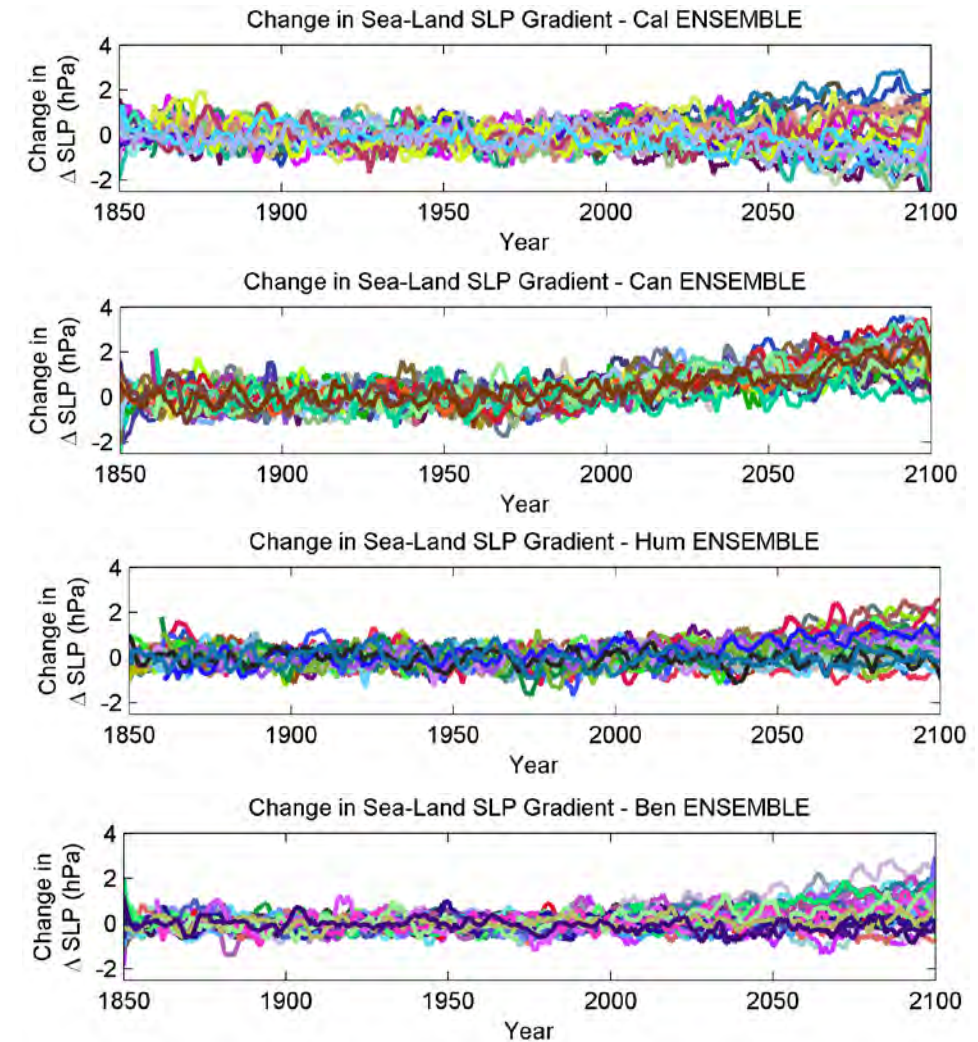 Change in Sea-Land SLP Gradient - Cal ENSEMBLE
Change in
Δ SLP (hPa)
4
2
0
-2
1850 1900 1950 2000 2050 2100
Year
Change in Sea-Land SLP Gradient - Can ENSEMBLE
Change in
Δ SLP (hPa)
4
2
0
-2
1850 1900 1950 2000 2050 2100
Year
Change in Sea-Land SLP Gradient - Hum ENSEMBLE
Change in
Δ SLP (hPa)
4
2
0
-2
1850 1900 1950 2000 2050 2100
Year
Change in Sea-Land SLP Gradient - Ben ENSEMBLE
Change in
Δ SLP (hPa)
4
2
0
-2
1850 1900 1950 2000 2050 2100
Year